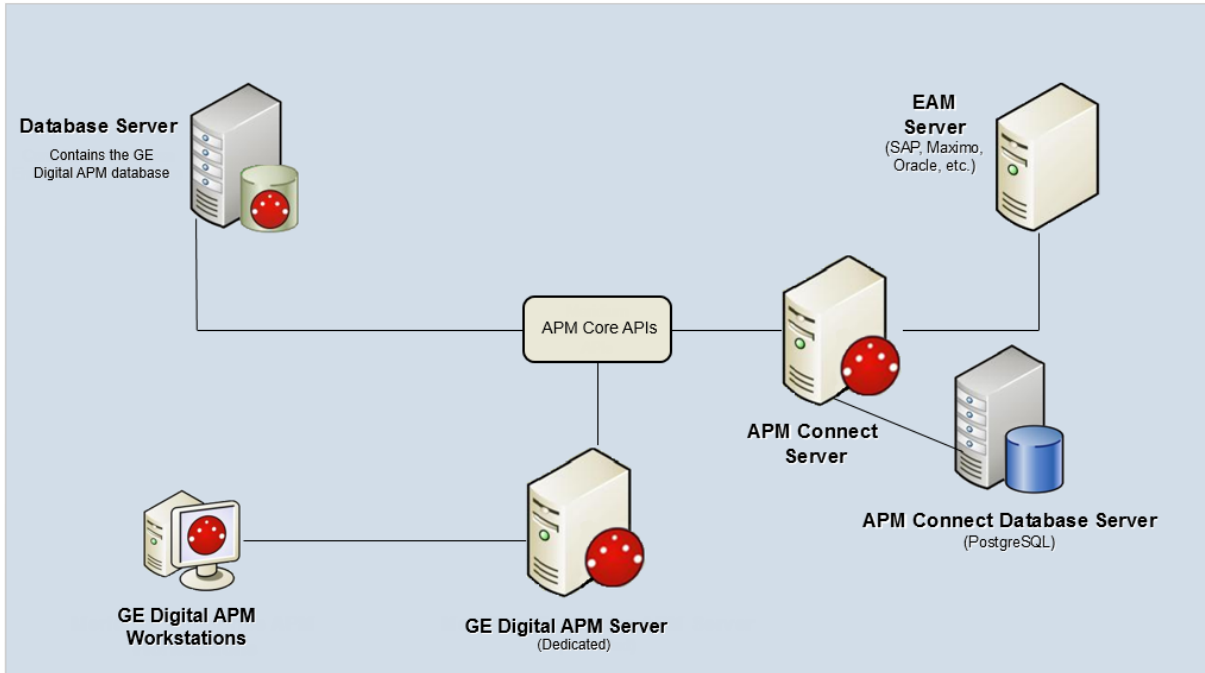 Database Server
Contains the GE
Digital APM database
EAM
Server
(SAP, Maximo,
Oracle, etc.)
APM Core APIs
APM Connect
Server
APM Connect Database Server
(PostgreSQL)
GE Digital APM
Workstations
GE Digital APM Server
(Dedicated)